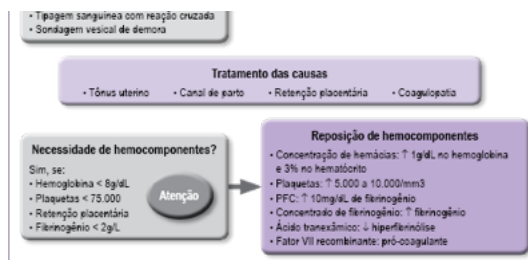 • Tipagem sanguínea com reação cruzada
• Sondagem vesical de demora
Tratamento das causas
• Tônus uterino • Canal de parto • Retenção placentária • Coagulopatia
Necessidade de hemocomponentes?
Sim, se:
• Hemoglobina < 8g/dL
• Plaquetas < 75.000
• Retenção placentária
• Fibrinogênio < 2g/L
Atenção
Reposição de hemocomponentes
• Concentração de hemácias: ↑ 1g/dL no hemoglobina
e 3% no hematócrito
• Plaquetas: ↑ 5.000 a 10.000/mm3
• PFC: ↑ 10mg/dL de fibrinogênio
• Concentrado de fibrinogênio: ↑ fibrinogênio
• Ácido tranexâmico: ↓ hiperfibrinólise
• Fator VII recombinante: pró-coagulante